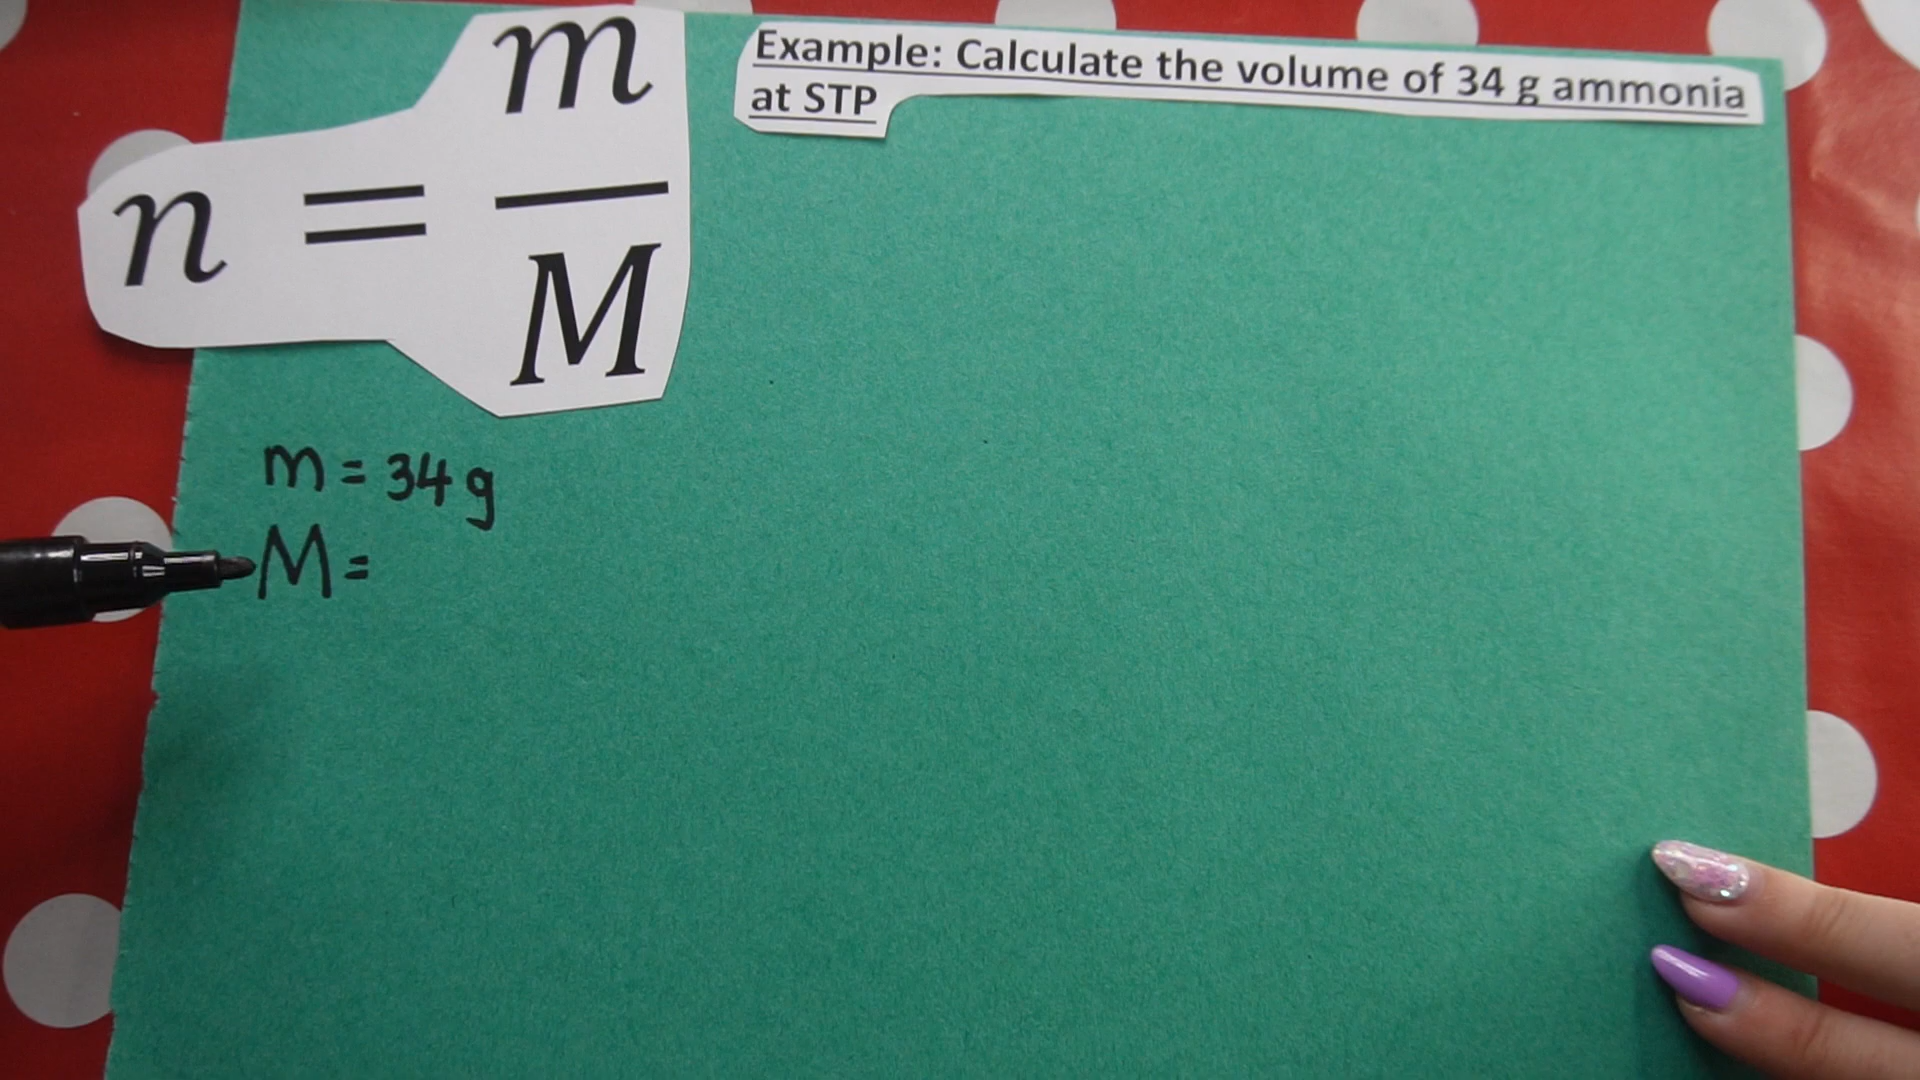 n = m/M
Example: Calculate the volume of 34 g ammonia
at STP
m = 34 g
M =